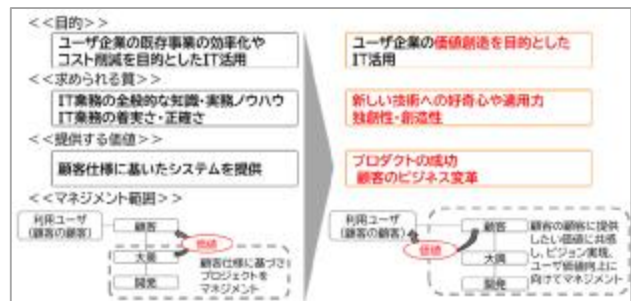 <<目的>>
ユーザ企業の既存事業の効率化や
コスト削減を目的としたIT活用
ユーザ企業の価値創造を目的とした
IT活用
<<求められる質>>
IT業務の全般的な知識・実務ノウハウ
IT業務の着実さ・正確さ
新しい技術への好奇心や適用力
独創性・創造性
<<提供する価値>>
顧客仕様に基いたシステムを提供
プロダクトの成功
顧客のビジネス変革
<<マネジメント範囲>>
利用ユーザ
(顧客の顧客)
顧客
価値
大興
開発
顧客仕様に基づき
プロジェクトを
マネジメント
利用ユーザ
(顧客の顧客)
価値
顧客
大興
開発
顧客の顧客に提供
したい価値に共感
し、ビジョン実現、
ユーザ価値向上に
向けてマネジメント